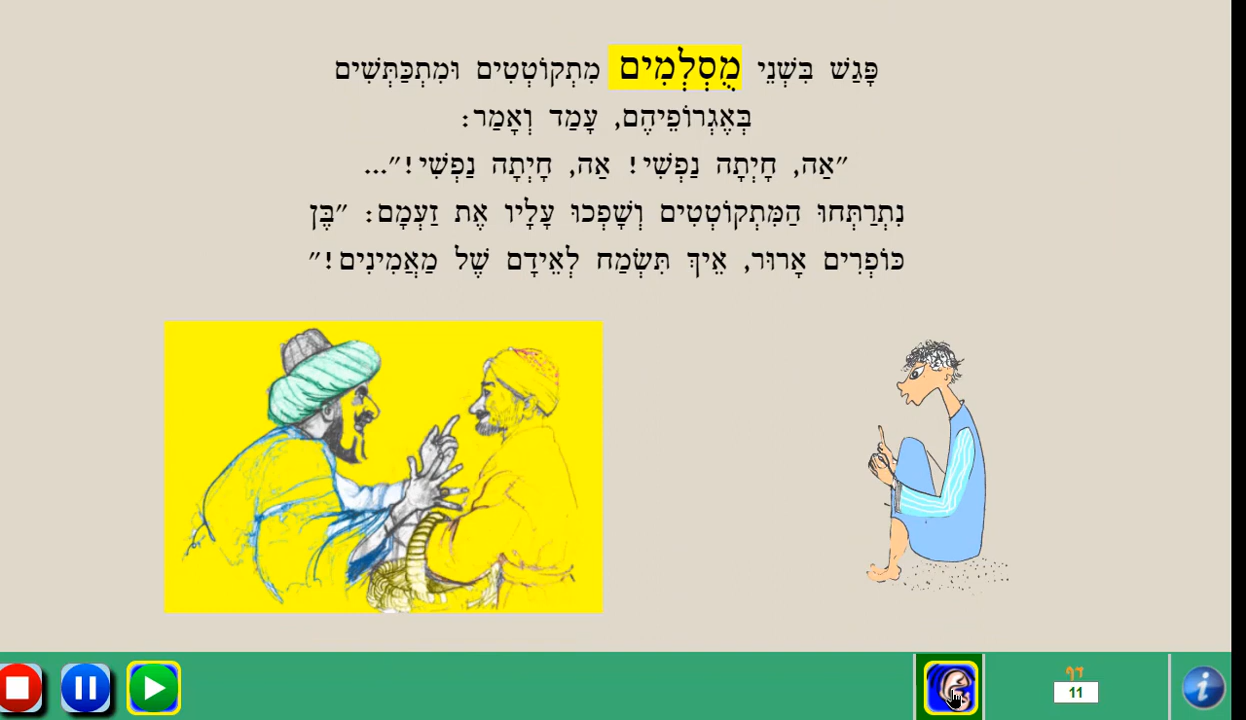 פָּגַשׁ בִּשְׁנֵי מֻסְלְמִים מִתְקוֹטְטִים וּמִתְכַּתְּשִׁים
בְּאֶגְרוֹפֵיהֶם, עָמַד וְאָמַר:
״אַה, חָיְתָה נַפְשִׁי! אַה, חָיְתָה נַפְשִׁי!״...
נִתְרַתְּחוּ הַמִּתְקוֹטְטִים וְשָׁפְכוּ עָלָיו אֶת זַעְמָם: ״בֶּן
כּוֹפְרִים אָרוּר, אֵיךְ תִּשְׂמַח לְאֵידָם שֶׁל מַאֲמִינִים!״
דף
11
i